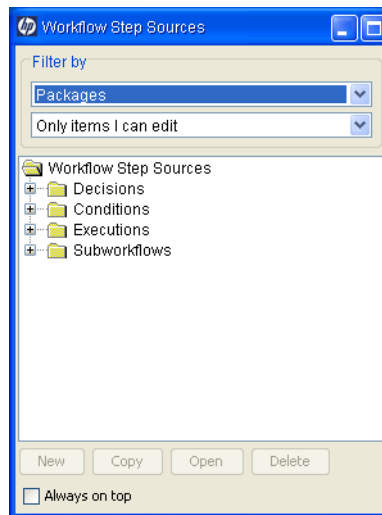 hp Workflow Step Sources
Filter by
Packages
Only items I can edit
Workflow Step Sources
Decisions
Conditions
Executions
Subworkflows
New Copy Open Delete
Always on top